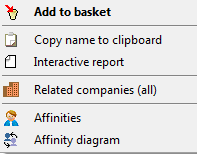 Add to basket
Copy name to clipboard
Interactive report
Related companies (all)
Affinities
Affinity diagram